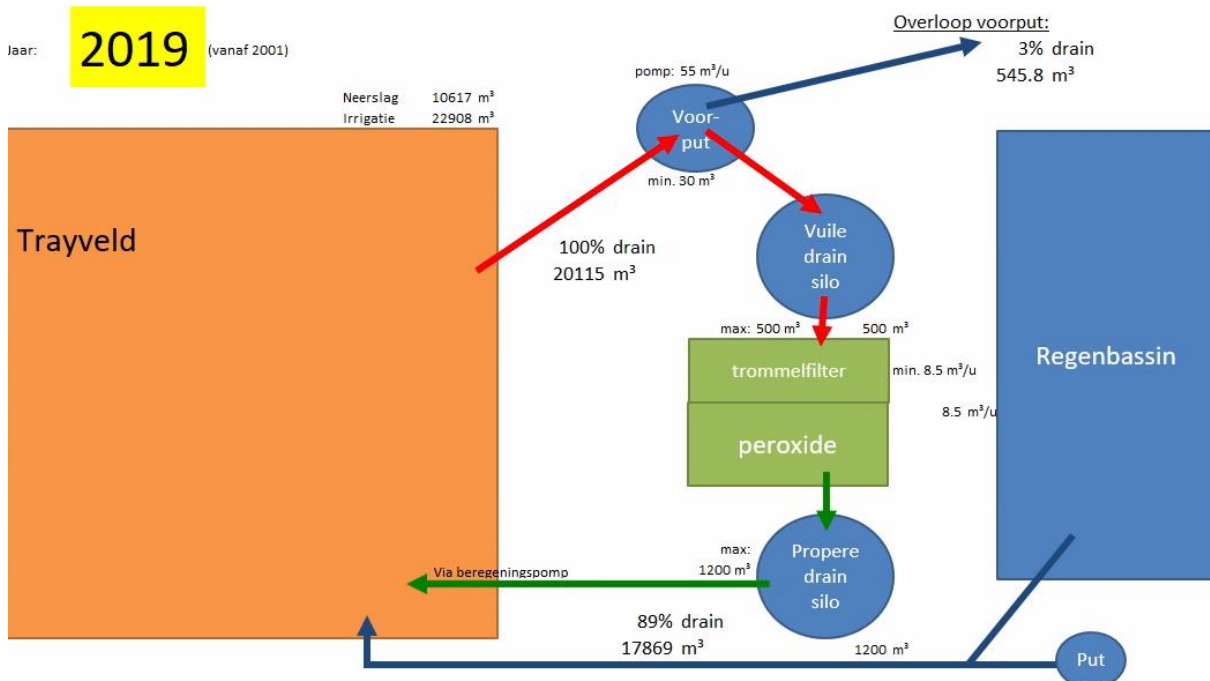 Jaar:
2019
(vanaf 2001)
Overloop voorput:
3% drain
545.8 m³
pomp: 55 m³/u
Neerslag 10617 m³
Irrigatie 22908 m³
Voor-
put
min. 30 m³
Trayveld
100% drain
20115 m³
Vuile
drain
silo
max: 500 m³
500 m³
trommelfilter
min. 8.5 m³/u
8.5 m³/u
peroxide
Regenbassin
Propere
drain
silo
max:
1200 m³
Via beregeningspomp
89% drain
17869 m³
1200 m³
Put